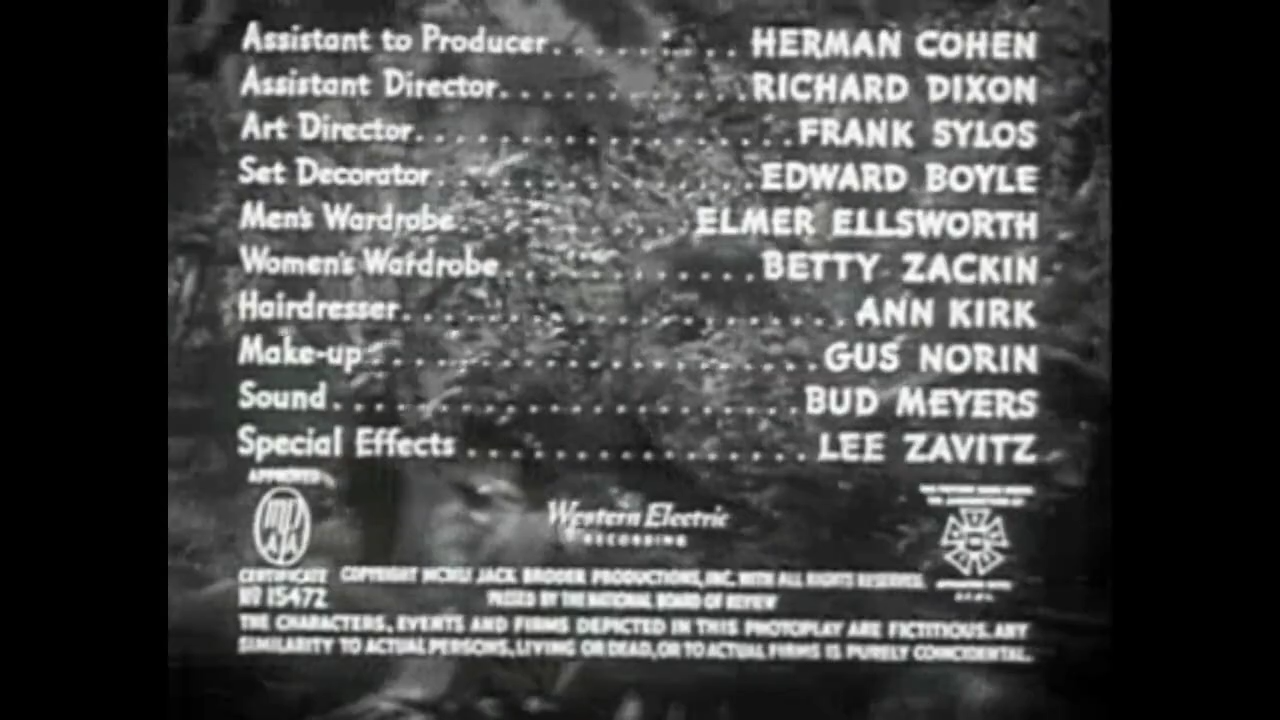 Assistant to Producer......... HERMAN COHEN
Assistant Director............ RICHARD DIXON
Art Director.................. FRANK SYLOS
Set Decorator................ EDWARD BOYLE
Men's Wardrobe............ ELMER ELLSWORTH
Women's Wardrobe............ BETTY ZACKIN
Hairdresser...................... ANN KIRK
Make-up...................... GUS NORIN
Sound........................ BUD MEYERS
Special Effects ................. LEE ZAVITZ
APPROVED
MPPA
Western Electric
RECORDING
CERTIFICATE
Nº 15472
COPYRIGHT MCMLI JACK BRODER PRODUCTIONS, INC. WITH ALL RIGHTS RESERVED.
PASSED BY THE NATIONAL BOARD OF REVIEW
THE CHARACTERS, EVENTS AND FIRMS DEPICTED IN THIS PHOTOPLAY ARE FICTITIOUS. ANY
SIMILARITY TO ACTUAL PERSONS, LIVING OR DEAD, OR TO ACTUAL FIRMS IS PURELY COINCIDENTAL.